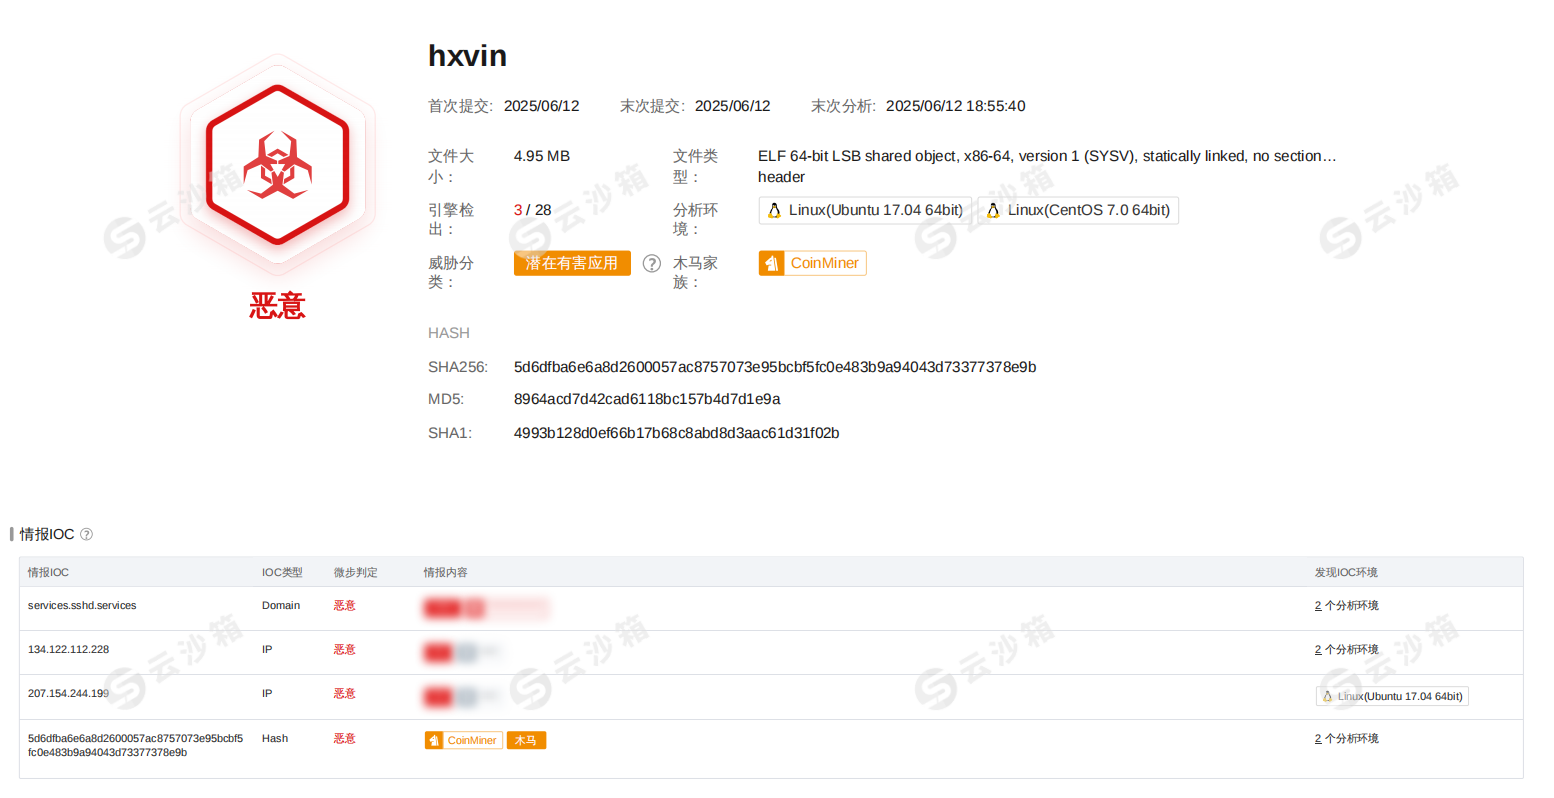 hxvin
首次提交: 2025/06/12 末次提交: 2025/06/12 末次分析: 2025/06/12 18:55:40
文件大小： 4.95 MB 文件类型： ELF 64-bit LSB shared object, x86-64, version 1 (SYSV), statically linked, no section…
header
引擎检出： 3 / 28 分析环境： Linux(Ubuntu 17.04 64bit) Linux(CentOS 7.0 64bit)
威胁分类： 潜在有害应用 ? 木马家族： CoinMiner
恶意
HASH
SHA256: 5d6dfba6e6a8d2600057ac8757073e95bcbf5fc0e483b9a94043d73377378e9b
MD5: 8964acd7d42cad6118bc157b4d7d1e9a
SHA1: 4993b128d0ef66b17b68c8abd8d3aac61d31f02b
情报IOC ?
情报IOC IOC类型 微步判定 情报内容 发现IOC环境
services.sshd.services Domain 恶意 2 个分析环境
134.122.112.228 IP 恶意 2 个分析环境
207.154.244.199 IP 恶意 Linux(Ubuntu 17.04 64bit)
5d6dfba6e6a8d2600057ac8757073e95bcbf5 Hash 恶意 CoinMiner 木马 2 个分析环境
fc0e483b9a94043d73377378e9b
云沙箱
云沙箱
云沙箱
云沙箱
云沙箱
云沙箱
云沙箱
云沙箱